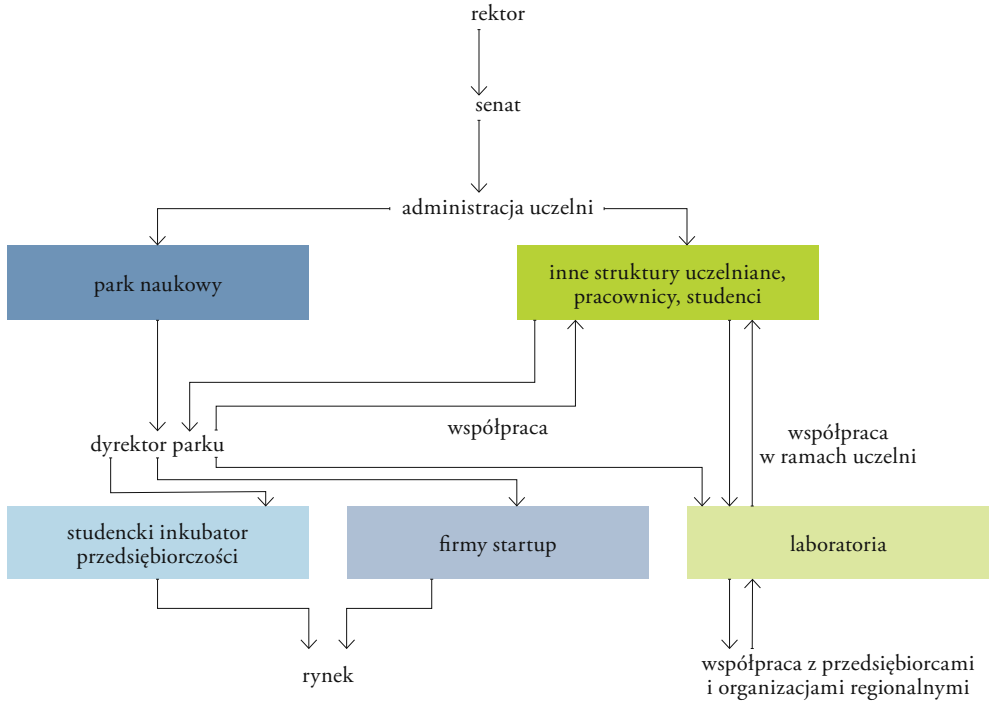 rektor
senat
administracja uczelni
park naukowy
inne struktury uczelniane,
pracownicy, studenci
współpraca
dyrektor parku
współpraca
w ramach uczelni
studencki inkubator
przedsiębiorczości
firmy startup
laboratoria
rynek
współpraca z przedsiębiorcami
i organizacjami regionalnymi